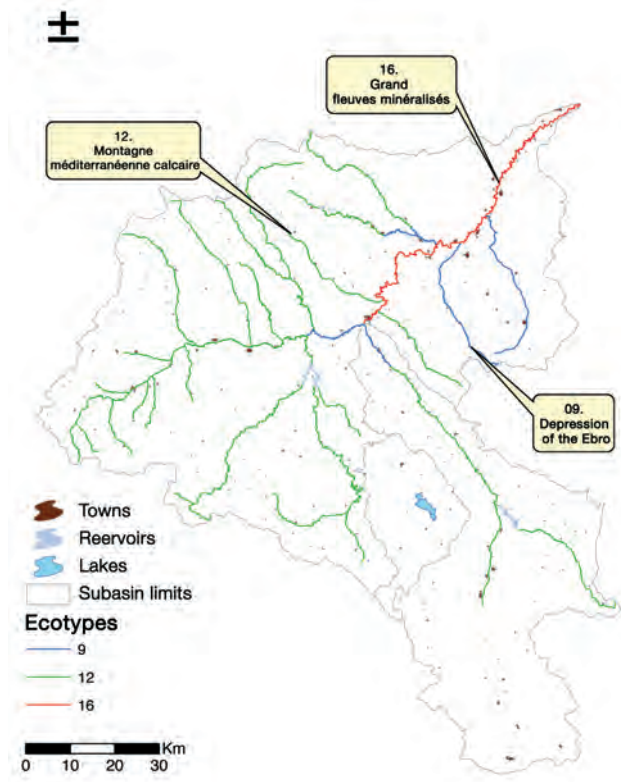 16.
Grand
fleuves minéralisés
12.
Montagne
méditerranéenne calcaire
09.
Depression
of the Ebro
Towns
Reervoirs
Lakes
Subasin limits
Ecotypes
9
12
16
0 10 20 30 Km